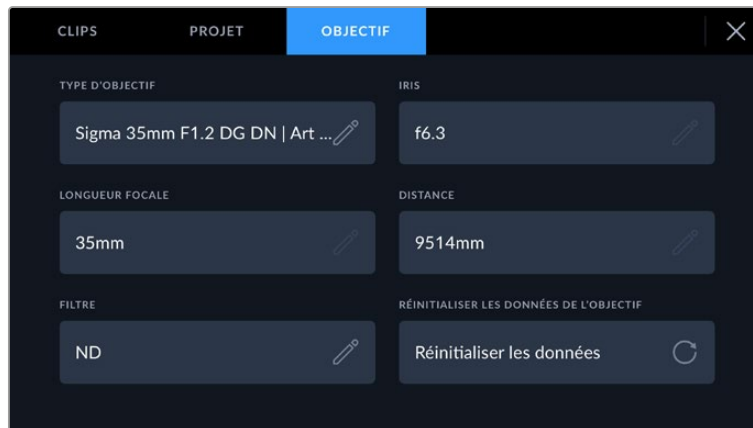 CLIPS PROJET OBJECTIF
TYPE D'OBJECTIF IRIS
Sigma 35mm F1.2 DG DN | Art ... f6.3
LONGUEUR FOCALE DISTANCE
35mm 9514mm
FILTRE RÉINITIALISER LES DONNÉES DE L'OBJECTIF
ND Réinitialiser les données